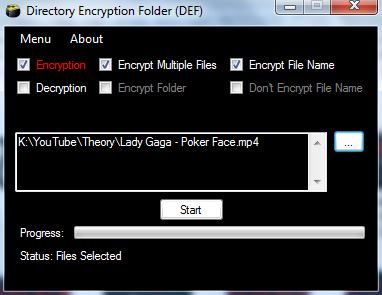 Directory Encryption Folder (DEF)
Menu About
Encryption Encrypt Multiple Files Encrypt File Name
Decryption Encrypt Folder Don't Encrypt File Name
K:\YouTube\Theory\Lady Gaga - Poker Face.mp4
...
Start
Progress:
Status: Files Selected